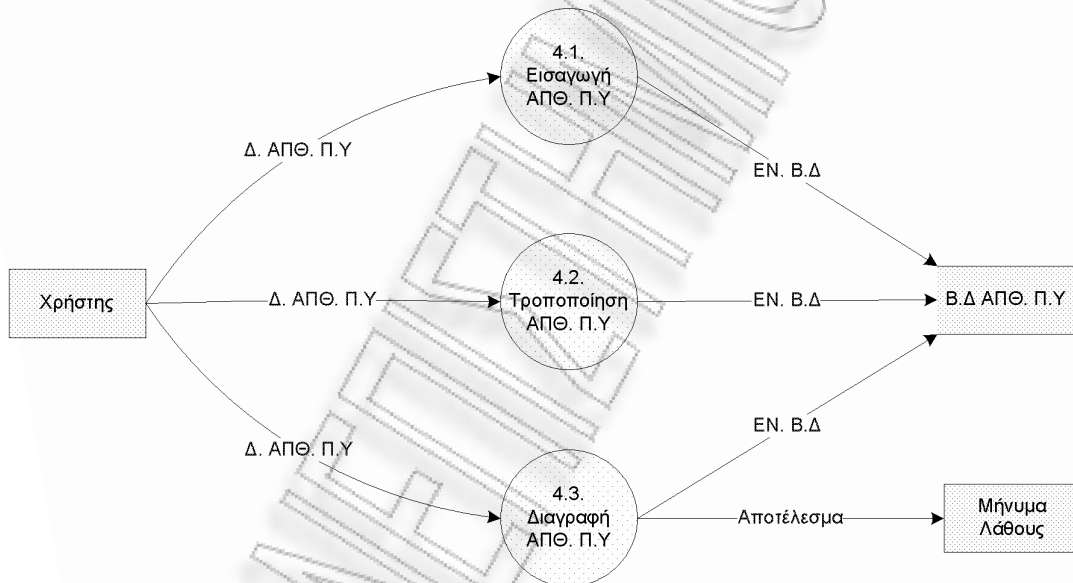 4.1.
Εισαγωγή
ΑΠΘ. Π.Υ
Δ. ΑΠΘ. Π.Υ
ΕΝ. Β.Δ
Χρήστης
Δ. ΑΠΘ. Π.Υ
4.2.
Τροποποίηση
ΑΠΘ. Π.Υ
ΕΝ. Β.Δ
Β.Δ ΑΠΘ. Π.Υ
Δ. ΑΠΘ. Π.Υ
ΕΝ. Β.Δ
4.3.
Διαγραφή
ΑΠΘ. Π.Υ
Αποτέλεσμα
Μήνυμα
Λάθους